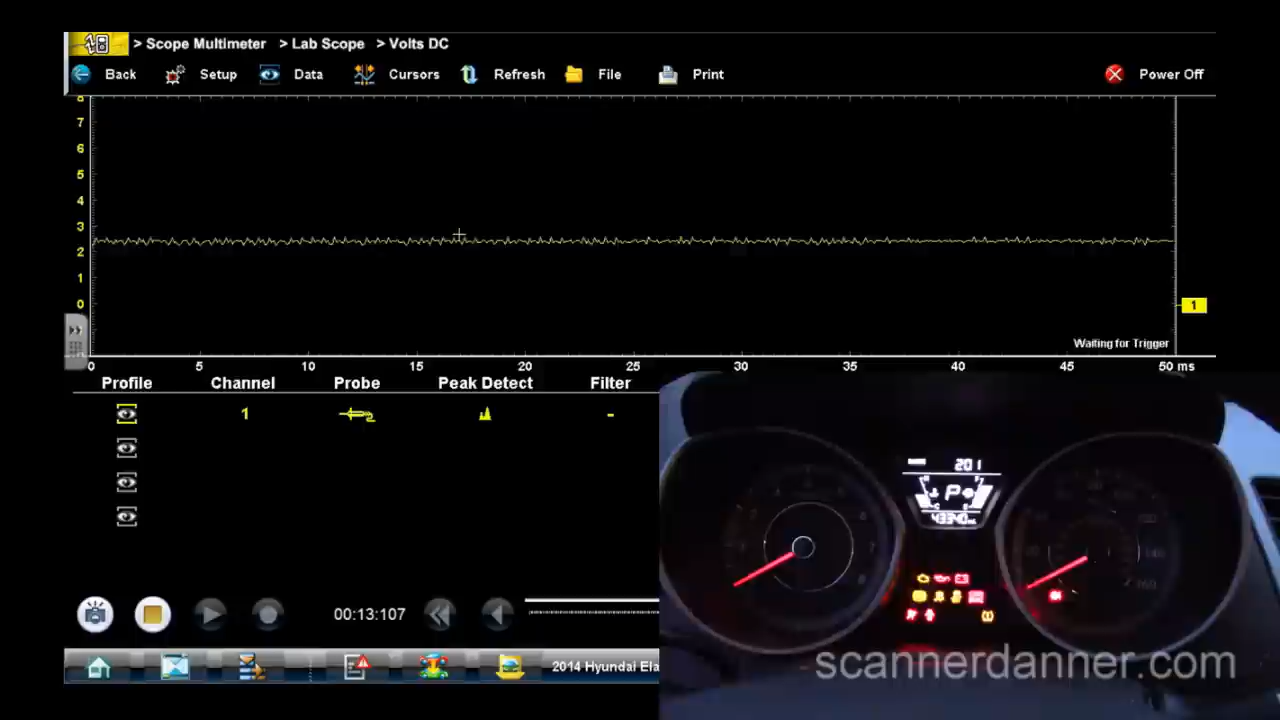 > Scope Multimeter > Lab Scope > Volts DC
Back Setup Data Cursors Refresh File Print Power Off
8
7
6
5
4
3
2
1
0
1
Waiting for Trigger
0 5 10 15 20 25 30 35 40 45 50 ms
Profile Channel Probe Peak Detect Filter
1 -
00:13:107
2014 Hyundai Ela
201
P
43340
scannerdanner.com